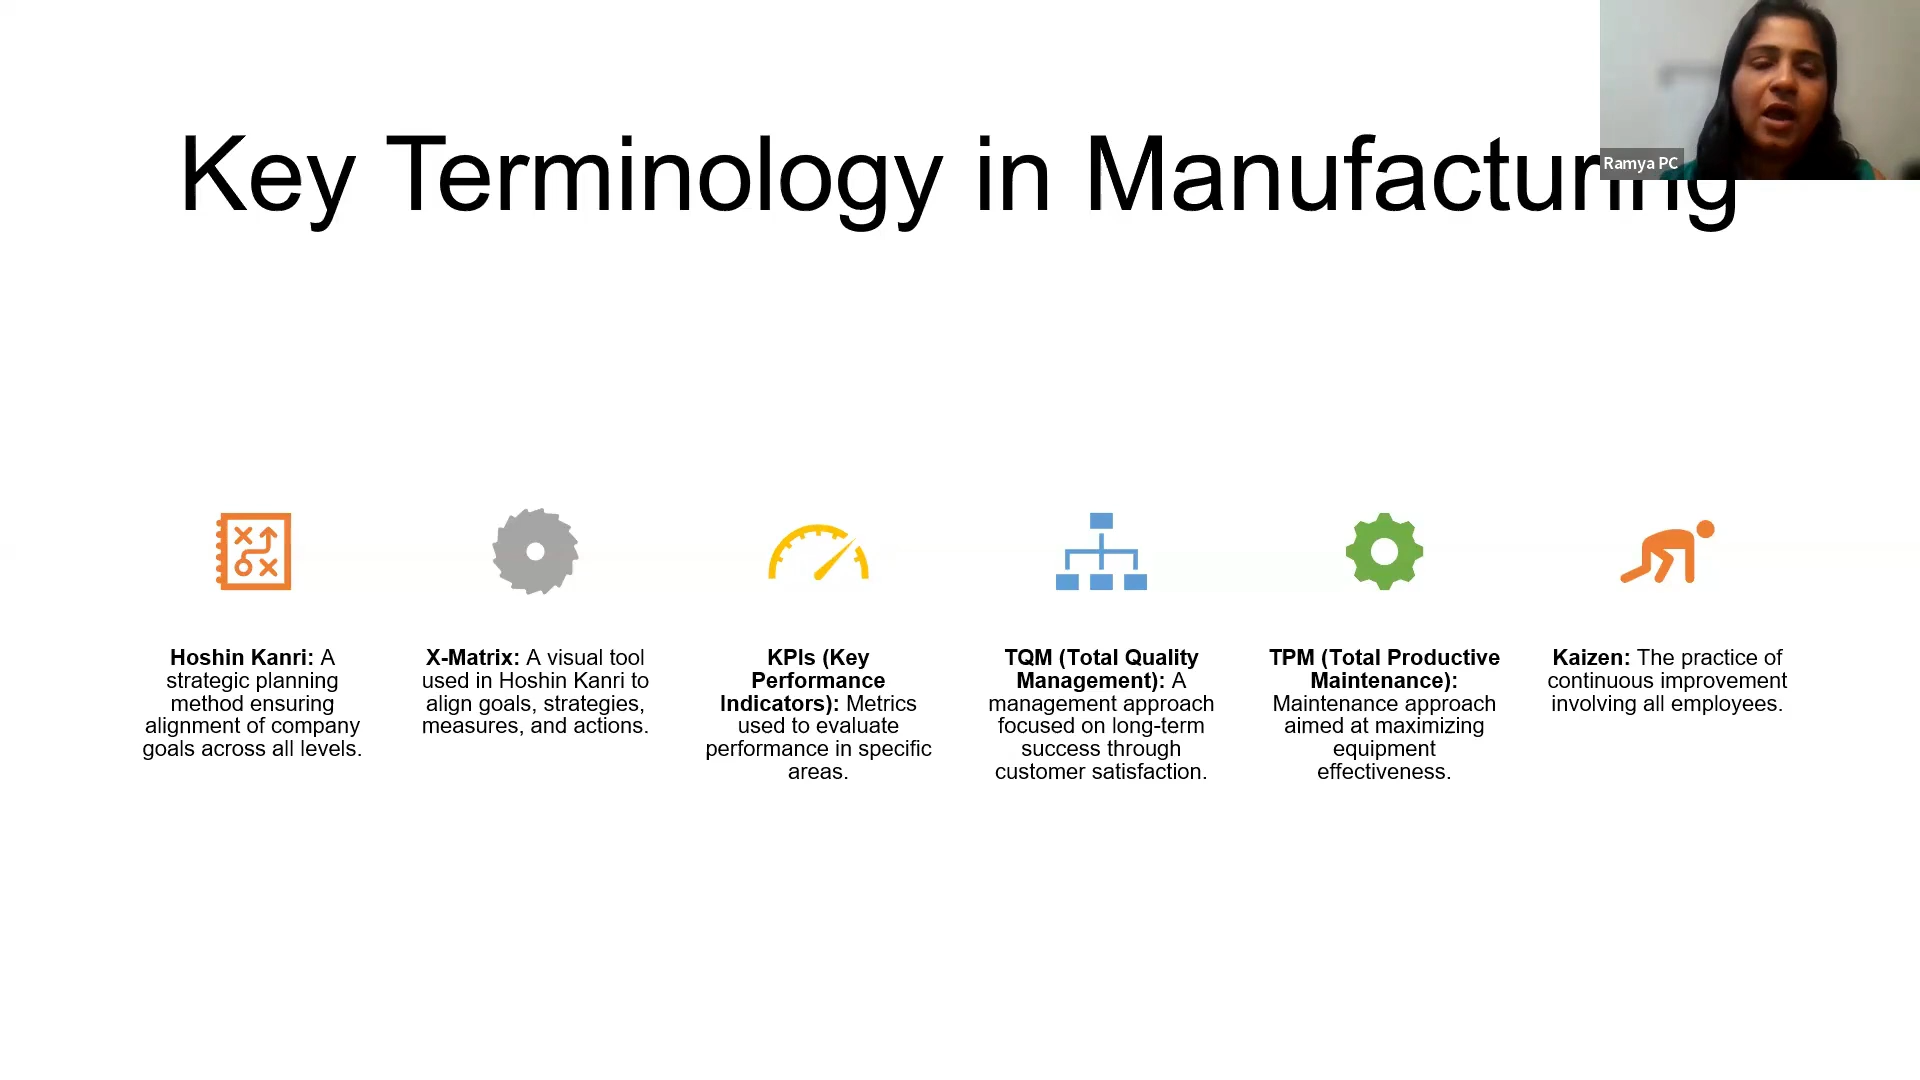 Key Terminology in Manufacturing
Ramya PC
Hoshin Kanri: A
strategic planning
method ensuring
alignment of company
goals across all levels.
X-Matrix: A visual tool
used in Hoshin Kanri to
align goals, strategies,
measures, and actions.
KPIs (Key
Performance
Indicators): Metrics
used to evaluate
performance in specific
areas.
TQM (Total Quality
Management): A
management approach
focused on long-term
success through
customer satisfaction.
TPM (Total Productive
Maintenance):
Maintenance approach
aimed at maximizing
equipment
effectiveness.
Kaizen: The practice of
continuous improvement
involving all employees.